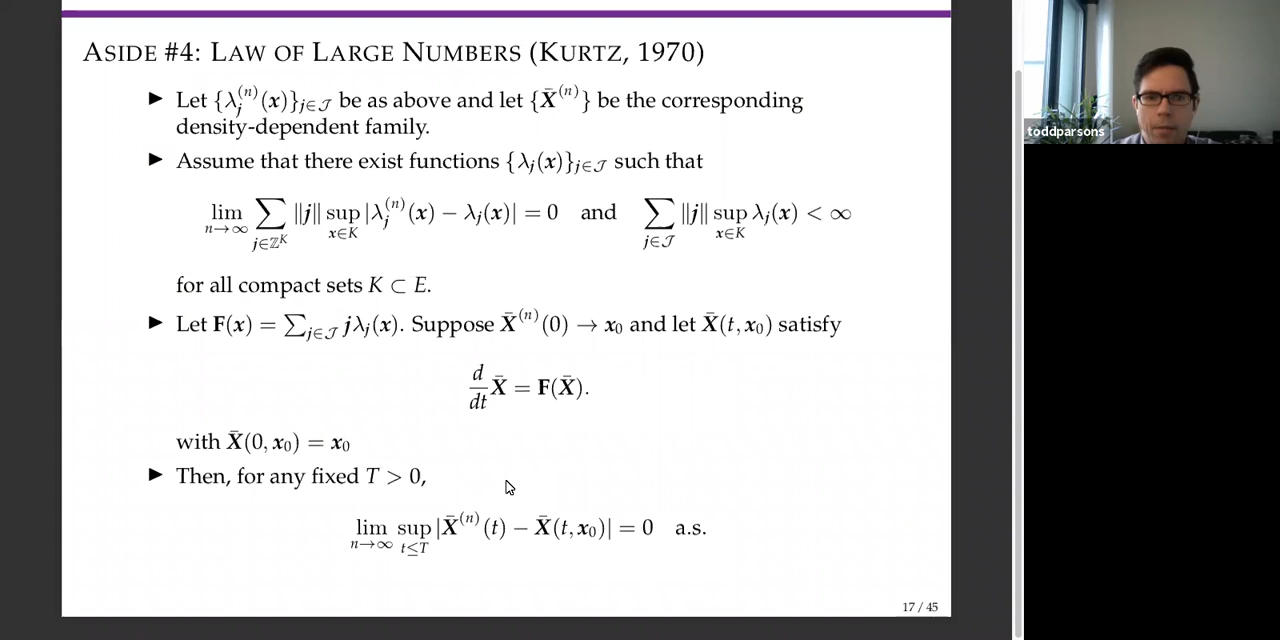 ASIDE #4: LAW OF LARGE NUMBERS (KURTZ, 1970)
▶ Let {λ_j^{(n)}(x)}_{j∈𝒥} be as above and let {X̄^{(n)}} be the corresponding
density-dependent family.
▶ Assume that there exist functions {λ_j(x)}_{j∈𝒥} such that
lim_{n→∞} ∑_{j∈ℤ^K} ‖j‖ sup_{x∈K} |λ_j^{(n)}(x) − λ_j(x)| = 0 and ∑_{j∈𝒥} ‖j‖ sup_{x∈K} λ_j(x) < ∞
for all compact sets K ⊂ E.
▶ Let F(x) = ∑_{j∈𝒥} jλ_j(x). Suppose X̄^{(n)}(0) → x_0 and let X̄(t, x_0) satisfy
d/dt X̄ = F(X̄).
with X̄(0, x_0) = x_0
▶ Then, for any fixed T > 0,
lim_{n→∞} sup_{t≤T} |X̄^{(n)}(t) − X̄(t, x_0)| = 0 a.s.
17 / 45
toddparsons